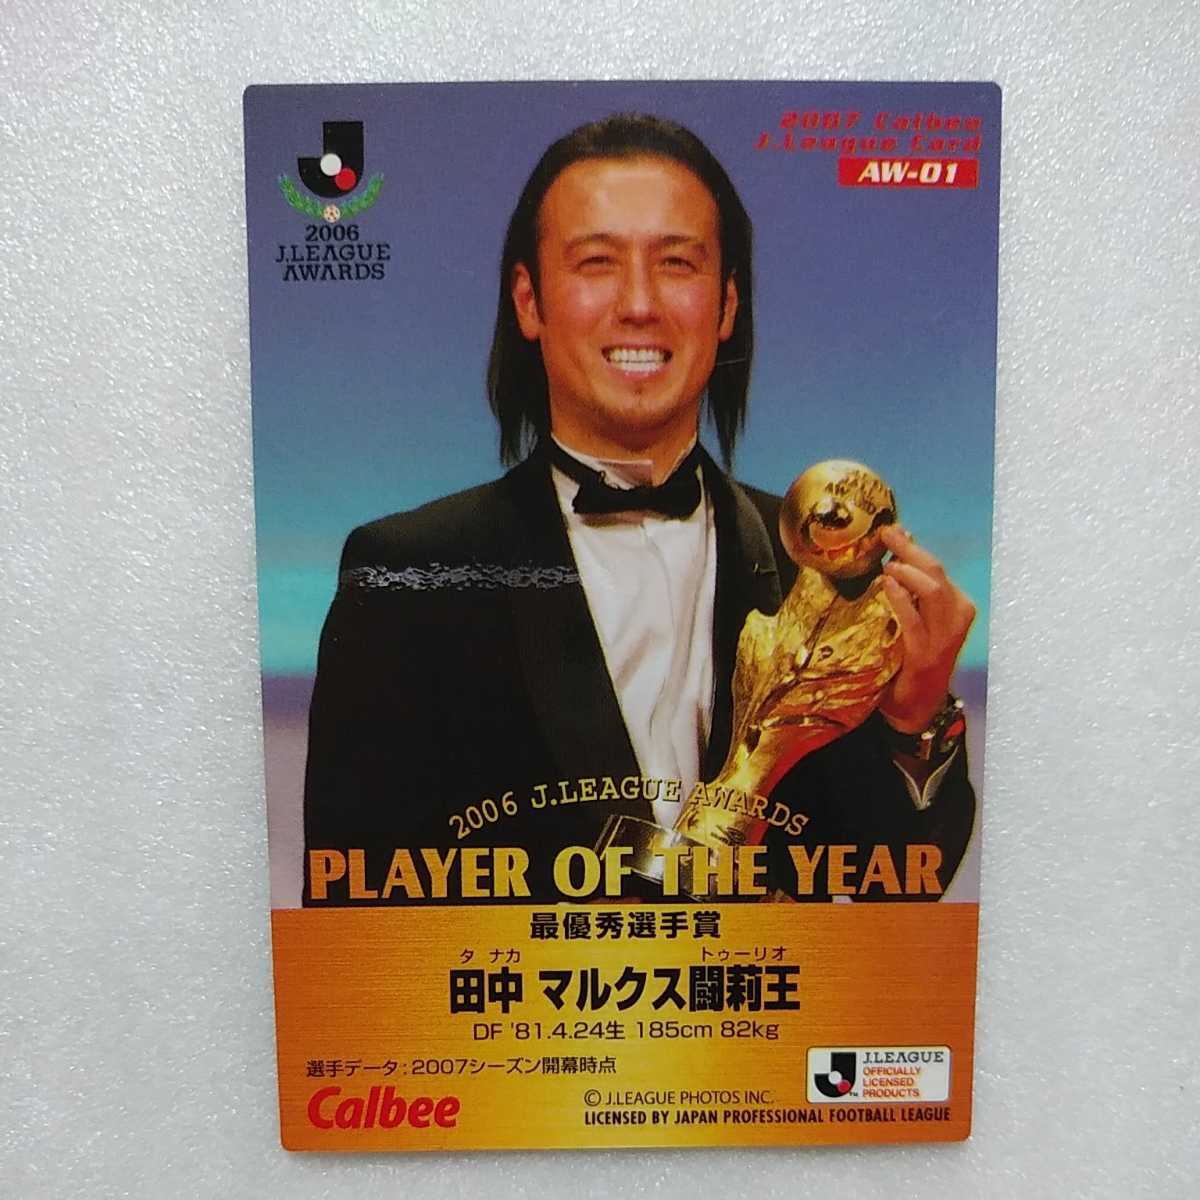 2007 Calbee
J.League Card
AW-01
2006
J.LEAGUE
AWARDS
2006 J.LEAGUE AWARDS
PLAYER OF THE YEAR
最優秀選手賞
タナカ トゥーリオ
田中 マルクス闘莉王
DF '81.4.24生 185cm 82kg
選手データ:2007シーズン開幕時点
Calbee
J.LEAGUE
OFFICIALLY
LICENSED
PRODUCTS
TM
© J.LEAGUE PHOTOS INC.
LICENSED BY JAPAN PROFESSIONAL FOOTBALL LEAGUE